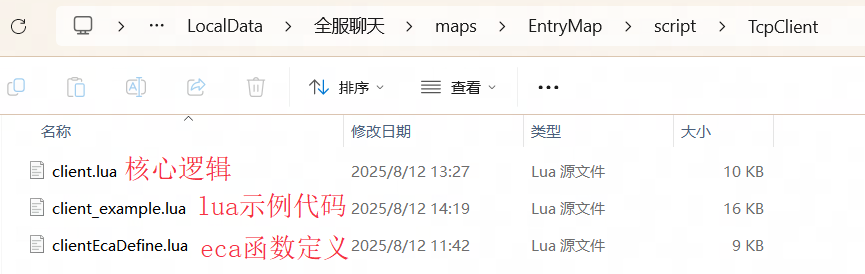 ··· > LocalData > 全服聊天 > maps > EntryMap > script > TcpClient
排序 查看 ···
名称 修改日期 类型 大小
client.lua 核心逻辑 2025/8/12 13:27 Lua 源文件 10 KB
client_example.lua lua示例代码 2025/8/12 14:19 Lua 源文件 16 KB
clientEcaDefine.lua eca函数定义 2025/8/12 11:42 Lua 源文件 9 KB